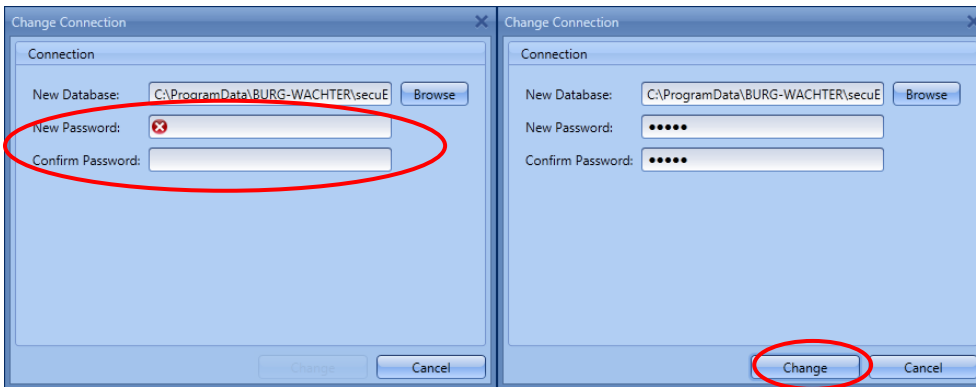 Change Connection
Connection
New Database: C:\ProgramData\BURG-WACHTER\secuE Browse
New Password:
Confirm Password:
Change Cancel
Change Connection
Connection
New Database: C:\ProgramData\BURG-WACHTER\secuE Browse
New Password: •••••
Confirm Password: •••••
Change Cancel